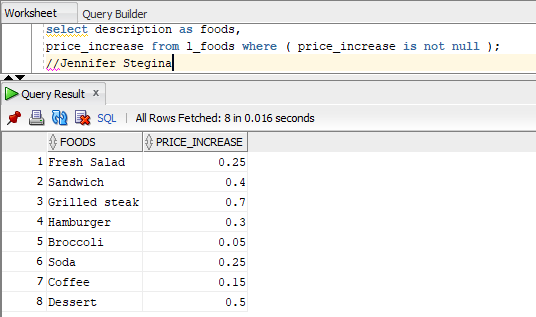 Worksheet Query Builder
select description as foods,
price_increase from l_foods where ( price_increase is not null );
//Jennifer Stegina
Query Result x
SQL | All Rows Fetched: 8 in 0.016 seconds
FOODS PRICE_INCREASE
1 Fresh Salad 0.25
2 Sandwich 0.4
3 Grilled steak 0.7
4 Hamburger 0.3
5 Broccoli 0.05
6 Soda 0.25
7 Coffee 0.15
8 Dessert 0.5